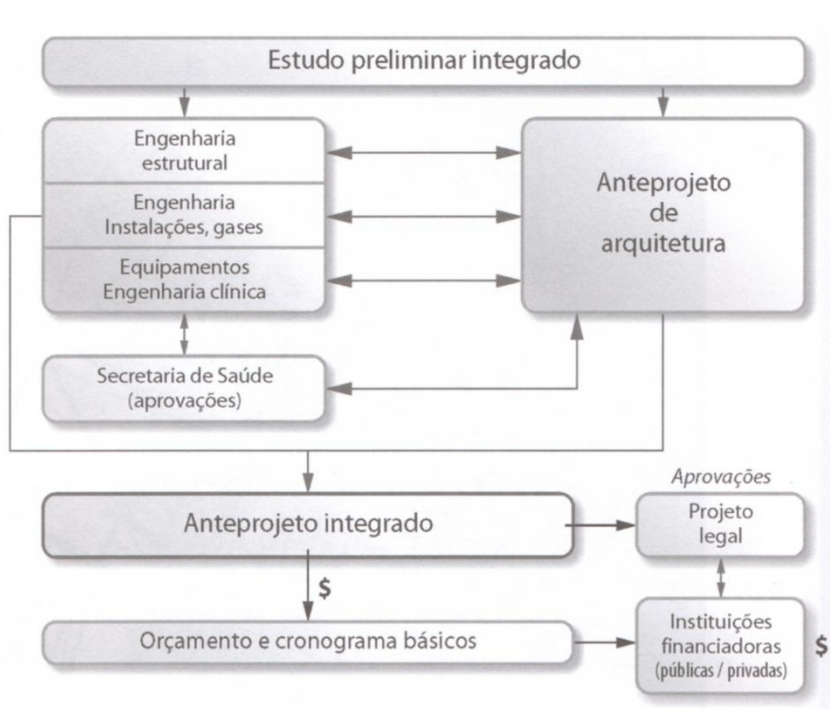 Estudo preliminar integrado
Engenharia
estrutural
Engenharia
Instalações, gases
Equipamentos
Engenharia clínica
Anteprojeto
de
arquitetura
Secretaria de Saúde
(aprovações)
Aprovações
Anteprojeto integrado
Projeto
legal
$
Orçamento e cronograma básicos
Instituições
financiadoras
(públicas / privadas)
$